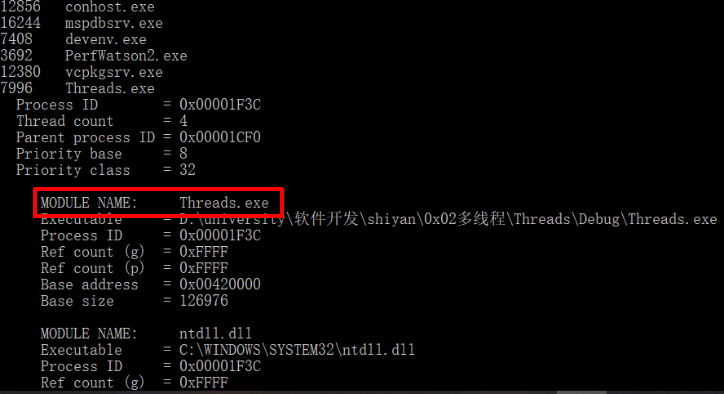 12856 conhost.exe
16244 mspdbsrv.exe
7408 devenv.exe
3692 PerfWatson2.exe
12380 vcpkgsrv.exe
7996 Threads.exe
Process ID = 0x00001F3C
Thread count = 4
Parent process ID = 0x00001CF0
Priority base = 8
Priority class = 32
MODULE NAME: Threads.exe
Executable = D:\university\软件开发\shiyan\0x02多线程\Threads\Debug\Threads.exe
Process ID = 0x00001F3C
Ref count (g) = 0xFFFF
Ref count (p) = 0xFFFF
Base address = 0x00420000
Base size = 126976
MODULE NAME: ntdll.dll
Executable = C:\WINDOWS\SYSTEM32\ntdll.dll
Process ID = 0x00001F3C
Ref count (g) = 0xFFFF